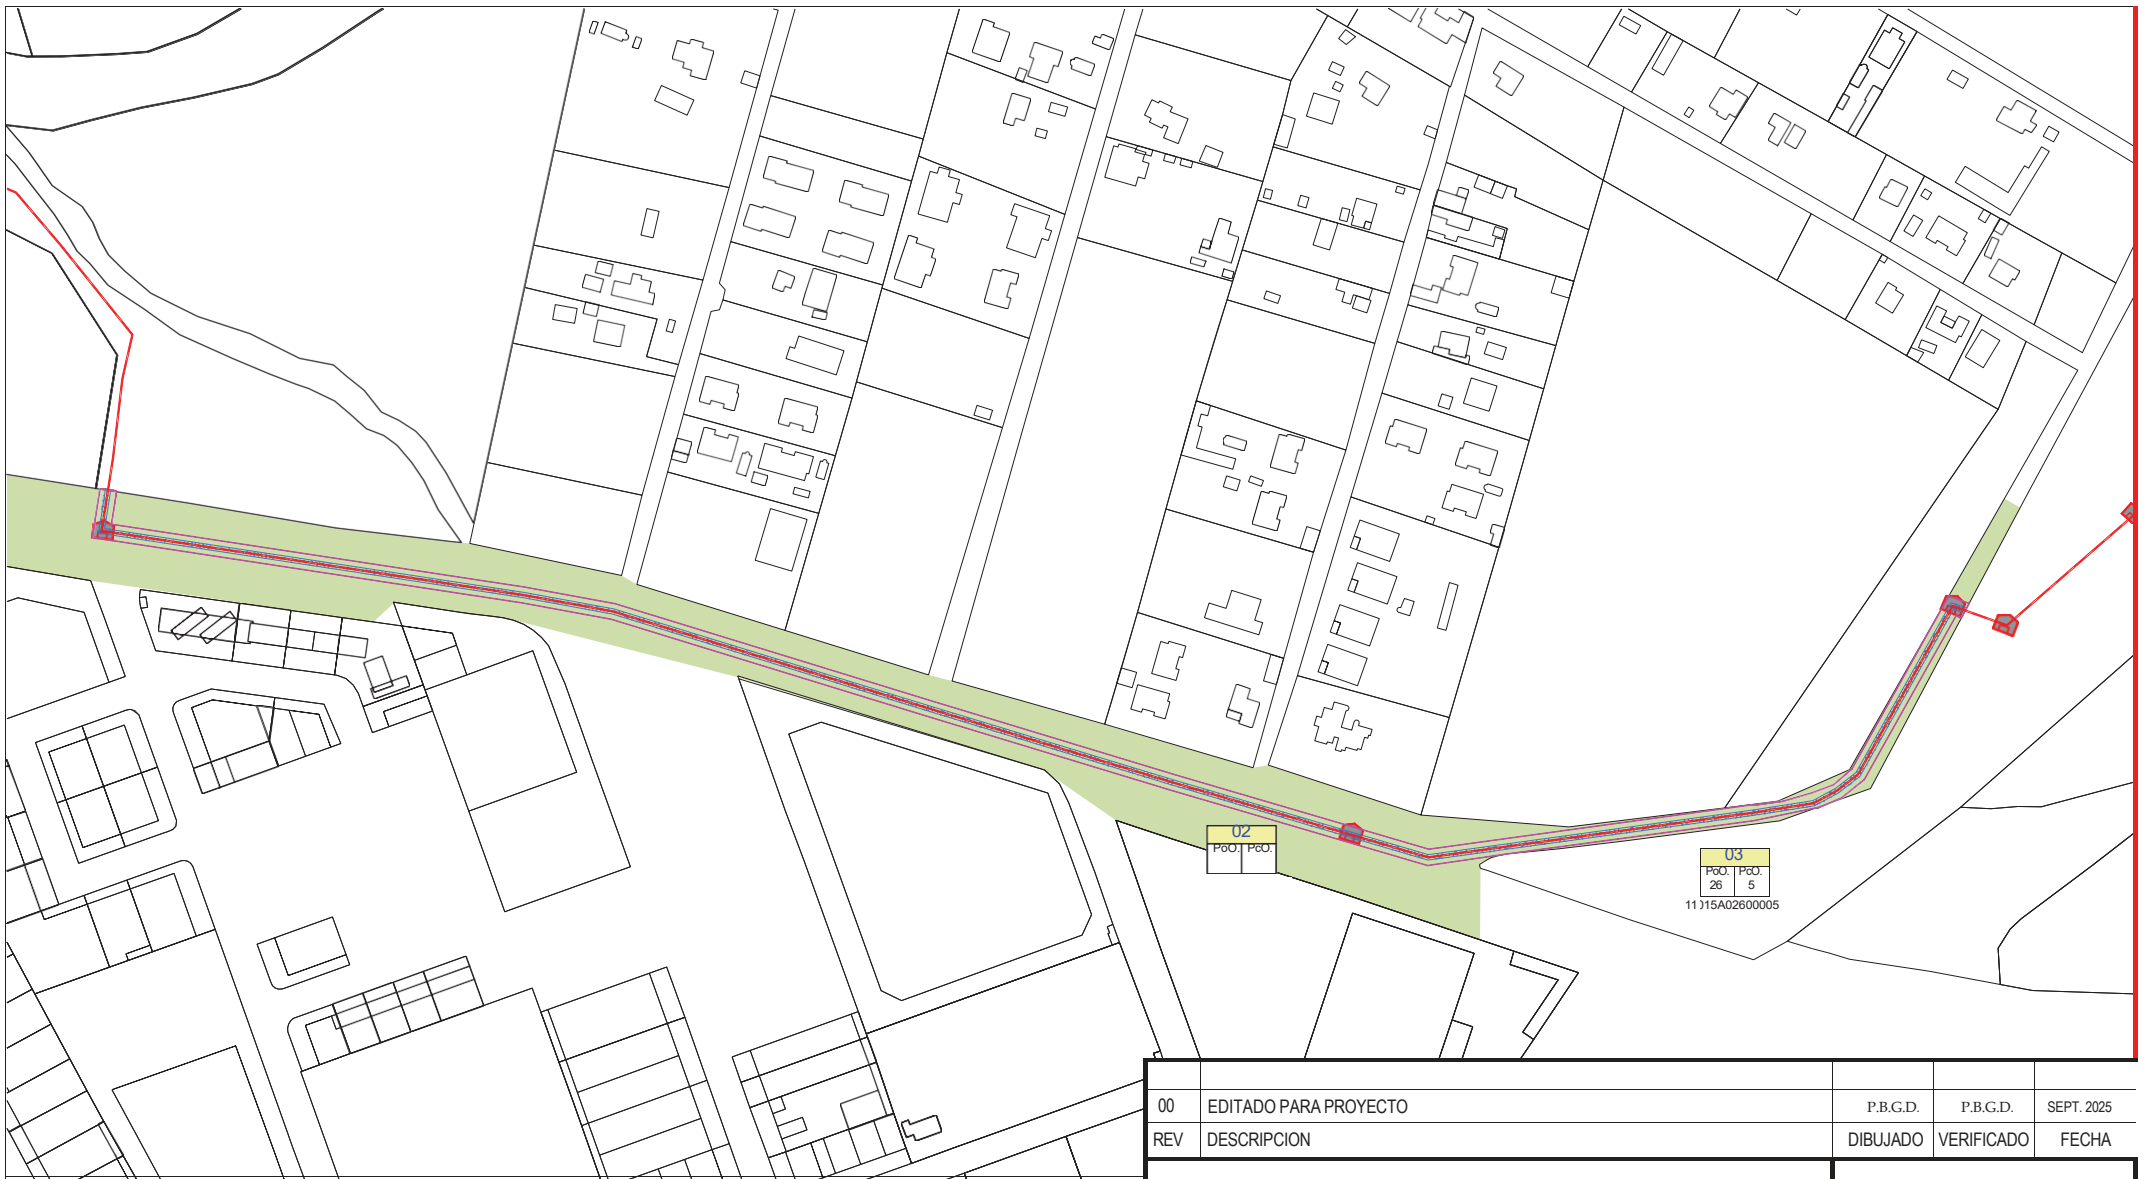 02
PoO. PcO.
03
PoO. PcO.
26 5
11015A02600005
00 EDITADO PARA PROYECTO P.B.G.D. P.B.G.D. SEPT. 2025
REV DESCRIPCION DIBUJADO VERIFICADO FECHA